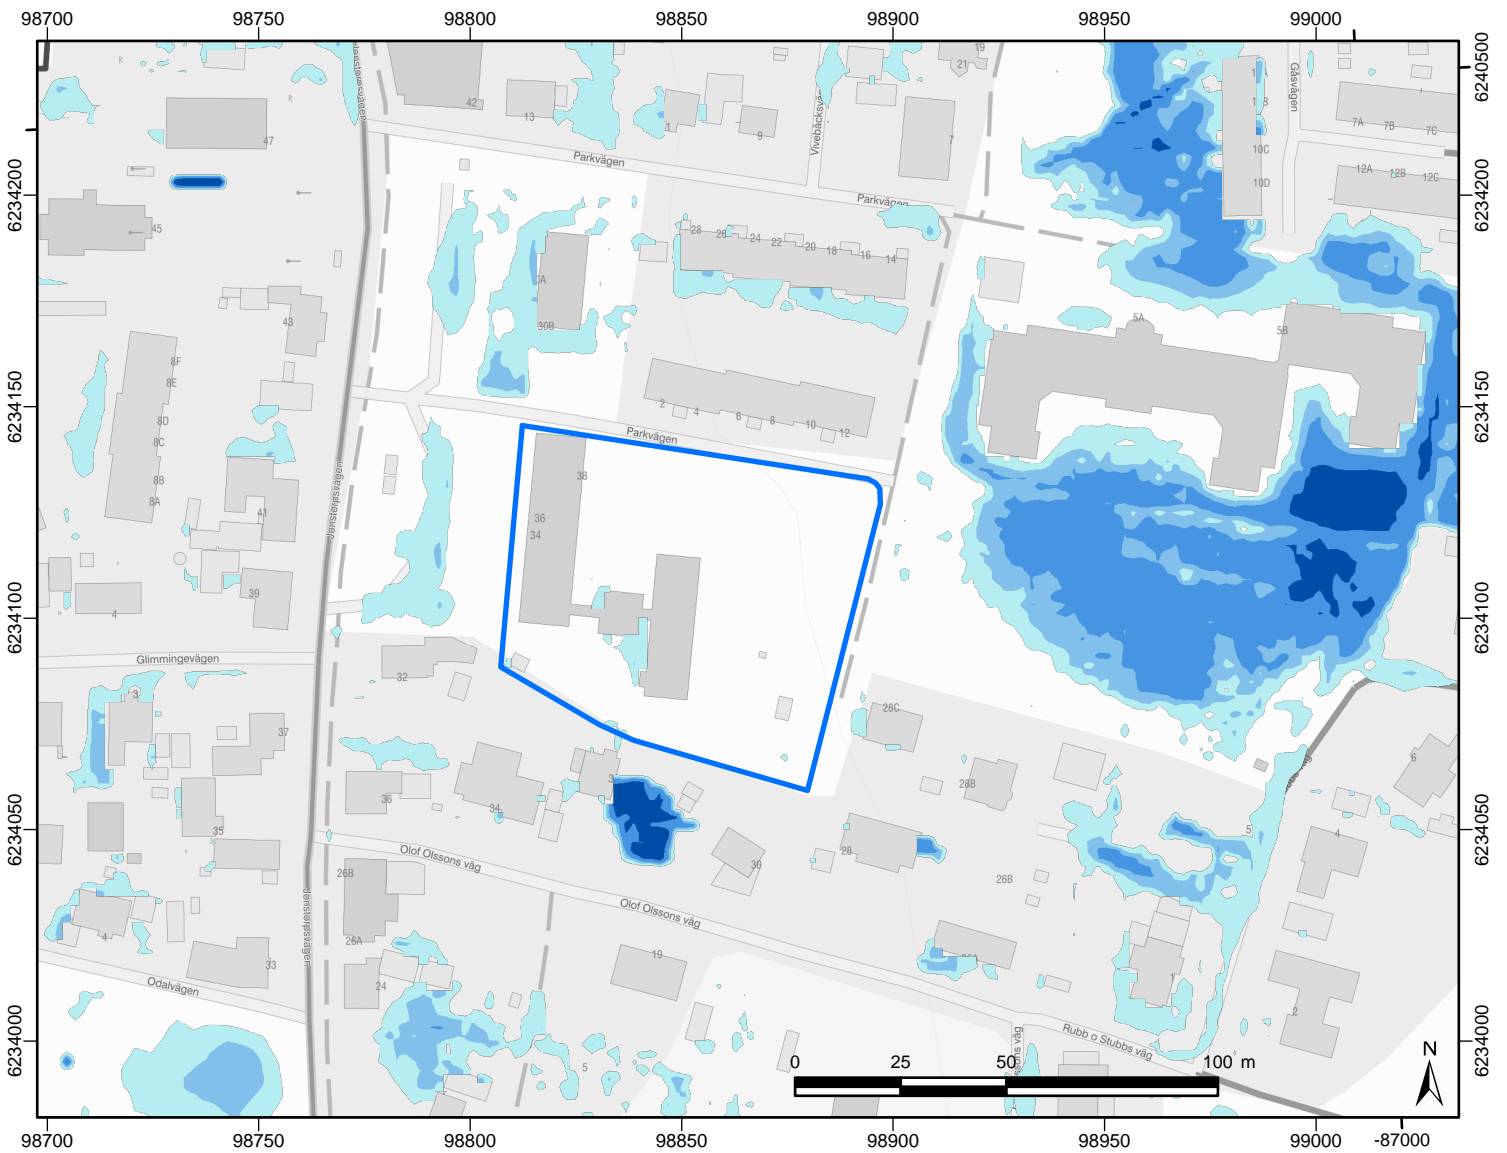 98700 98750 98800 98850 98900 98950 99000
6240500
6234200 6234200
6234150 6234150
6234100 6234100
6234050 6234050
6234000 6234000
19
21
42
13
1
9
7
47
10C
10D
7A 7B 7C
12A 12B 12C
Gåsvägen
Jonstorpsvägen
Parkvägen
Parkvägen
45
28 26 24 22 20 18 16 14
30B
43
5A
5B
8F
8E
8D
8C
8B
8A
2 4 6 8 10 12
Parkvägen
38
36
34
41
Jonstorpsvägen
39
4
Glimmingevägen
32
3
37
28C
28B
6
36
34
35
5
4
Olof Olssons väg
30
28
26B
26B
Olof Olssons väg
26A
4
33
19
24
1
2
Odalvägen
Jonstorpsvägen
Rubb o Stubbs väg
5
0 25 50 100 m
N
98700 98750 98800 98850 98900 98950 99000 -87000